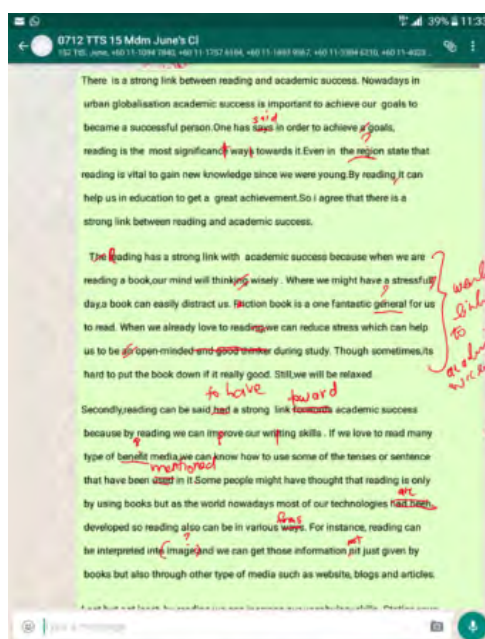 39% 11:33
0712 TTS 15 Mdm June's Cl
There is a strong link between reading and academic success. Nowadays in
urban globalisation academic success is important to achieve our goals to
said
became a successful person.One has says in order to achieve a goals,
reading is the most significance ways towards it.Even in the region state that
?
reading is vital to gain new knowledge since we were young.By reading it can
help us in education to get a great achievement.So i agree that there is a
strong link between reading and academic success.
The reading has a strong link with academic success because when we are
reading a book,our mind will thinking wisely . Where we might have a stressful
day,a book can easily distract us. Fiction book is a one fantastic general for us
?
to read. When we already love to reading,we can reduce stress which can help
us to be an open-minded and good thinker during study. Though sometimes,its
hard to put the book down if it really good. Still,we will be relaxed
link
to
to have
toward
Secondly,reading can be said had a strong link towards academic success
because by reading we can improve our writing skills . If we love to read many
?
type of benefit media,we can know how to use some of the tenses or sentence
mentioned
that have been used in it.Some people might have thought that reading is only
are
by using books but as the world nowadays most of our technologies had been
developed so reading also can be in various ways. For instance, reading can
?
be interpreted into image and we can get those information pit just given by
not
books but also through other type of media such as website, blogs and articles.